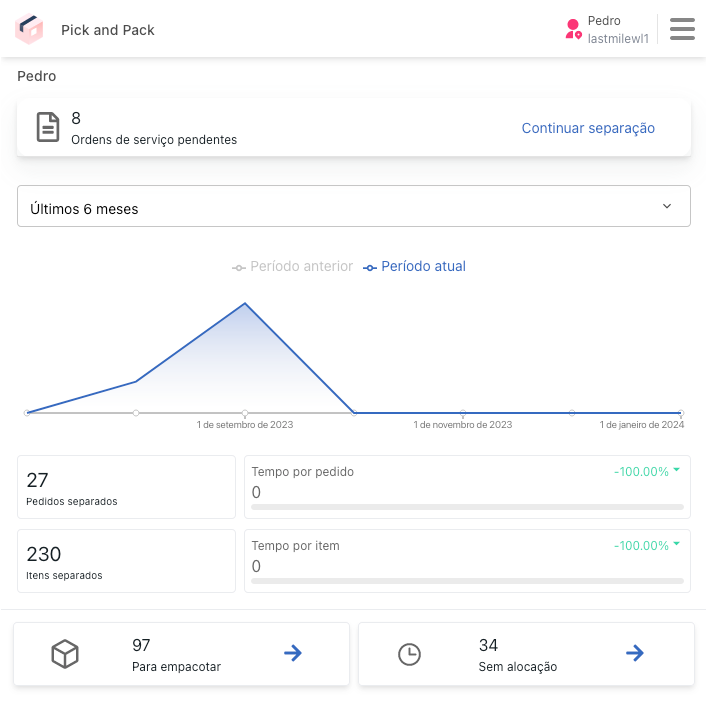 Pick and Pack
Pedro
lastmilewl1
Pedro
8
Ordens de serviço pendentes
Continuar separação
Últimos 6 meses
Período anterior
Período atual
1 de setembro de 2023
1 de novembro de 2023
1 de janeiro de 2024
27
Pedidos separados
Tempo por pedido
-100.00%
0
230
Itens separados
Tempo por item
-100.00%
0
97
Para empacotar
34
Sem alocação